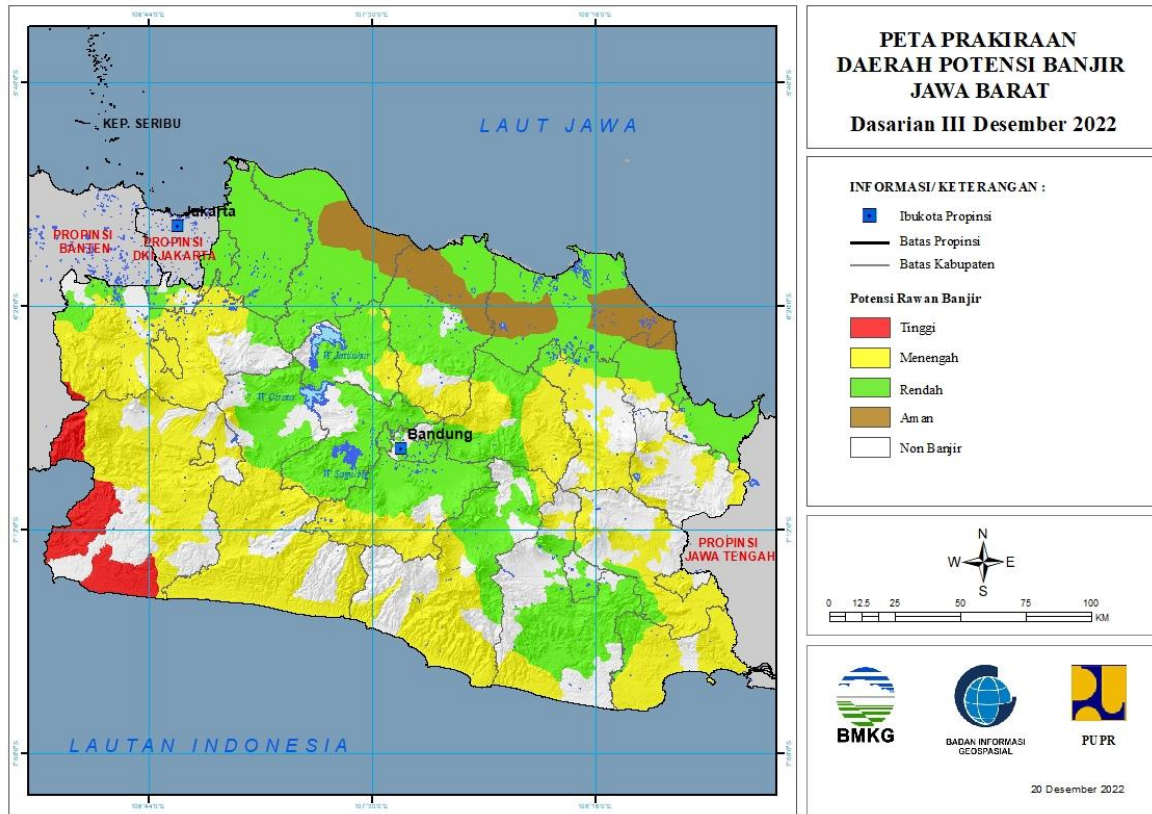 PETA PRAKIRAAN
DAERAH POTENSI BANJIR
JAWA BARAT
Dasarian III Desember 2022
INFORMASI/KETERANGAN :
Ibukota Propinsi
Batas Propinsi
Batas Kabupaten
Potensi Rawan Banjir
Tinggi
Menengah
Rendah
Aman
Non Banjir
N
W E
S
0 12.5 25 50 75 100
KM
BMKG
BADAN INFORMASI
GEOSPASIAL
PUPR
20 Desember 2022
KEP. SERIBU
LAUT JAWA
Jakarta
PROPINSI
BANTEN
PROPINSI
DKI JAKARTA
W Jatiluhur
W Cirata
Bandung
W Saguling
PROPINSI
JAWA TENGAH
LAUTAN INDONESIA